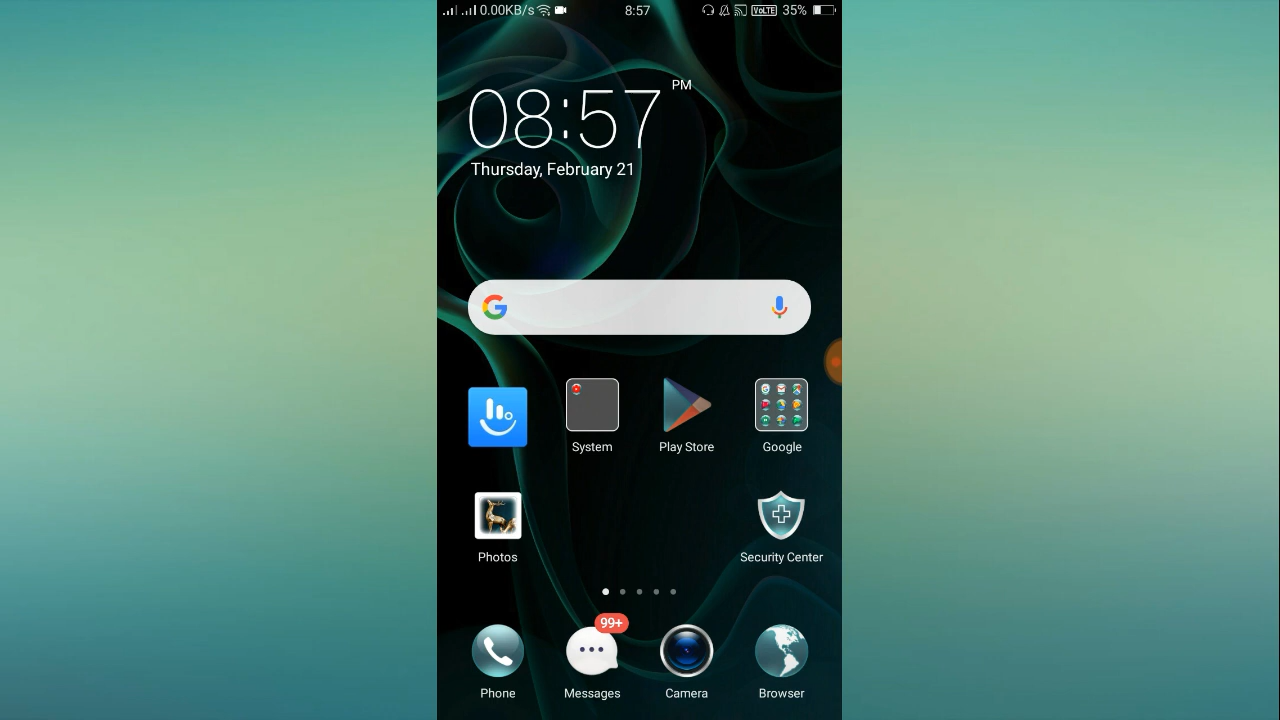 0.00KB/s 8:57 VoLTE 35%
PM
08:57
Thursday, February 21
System
Play Store
Google
Photos
Security Center
99+
Phone
Messages
Camera
Browser